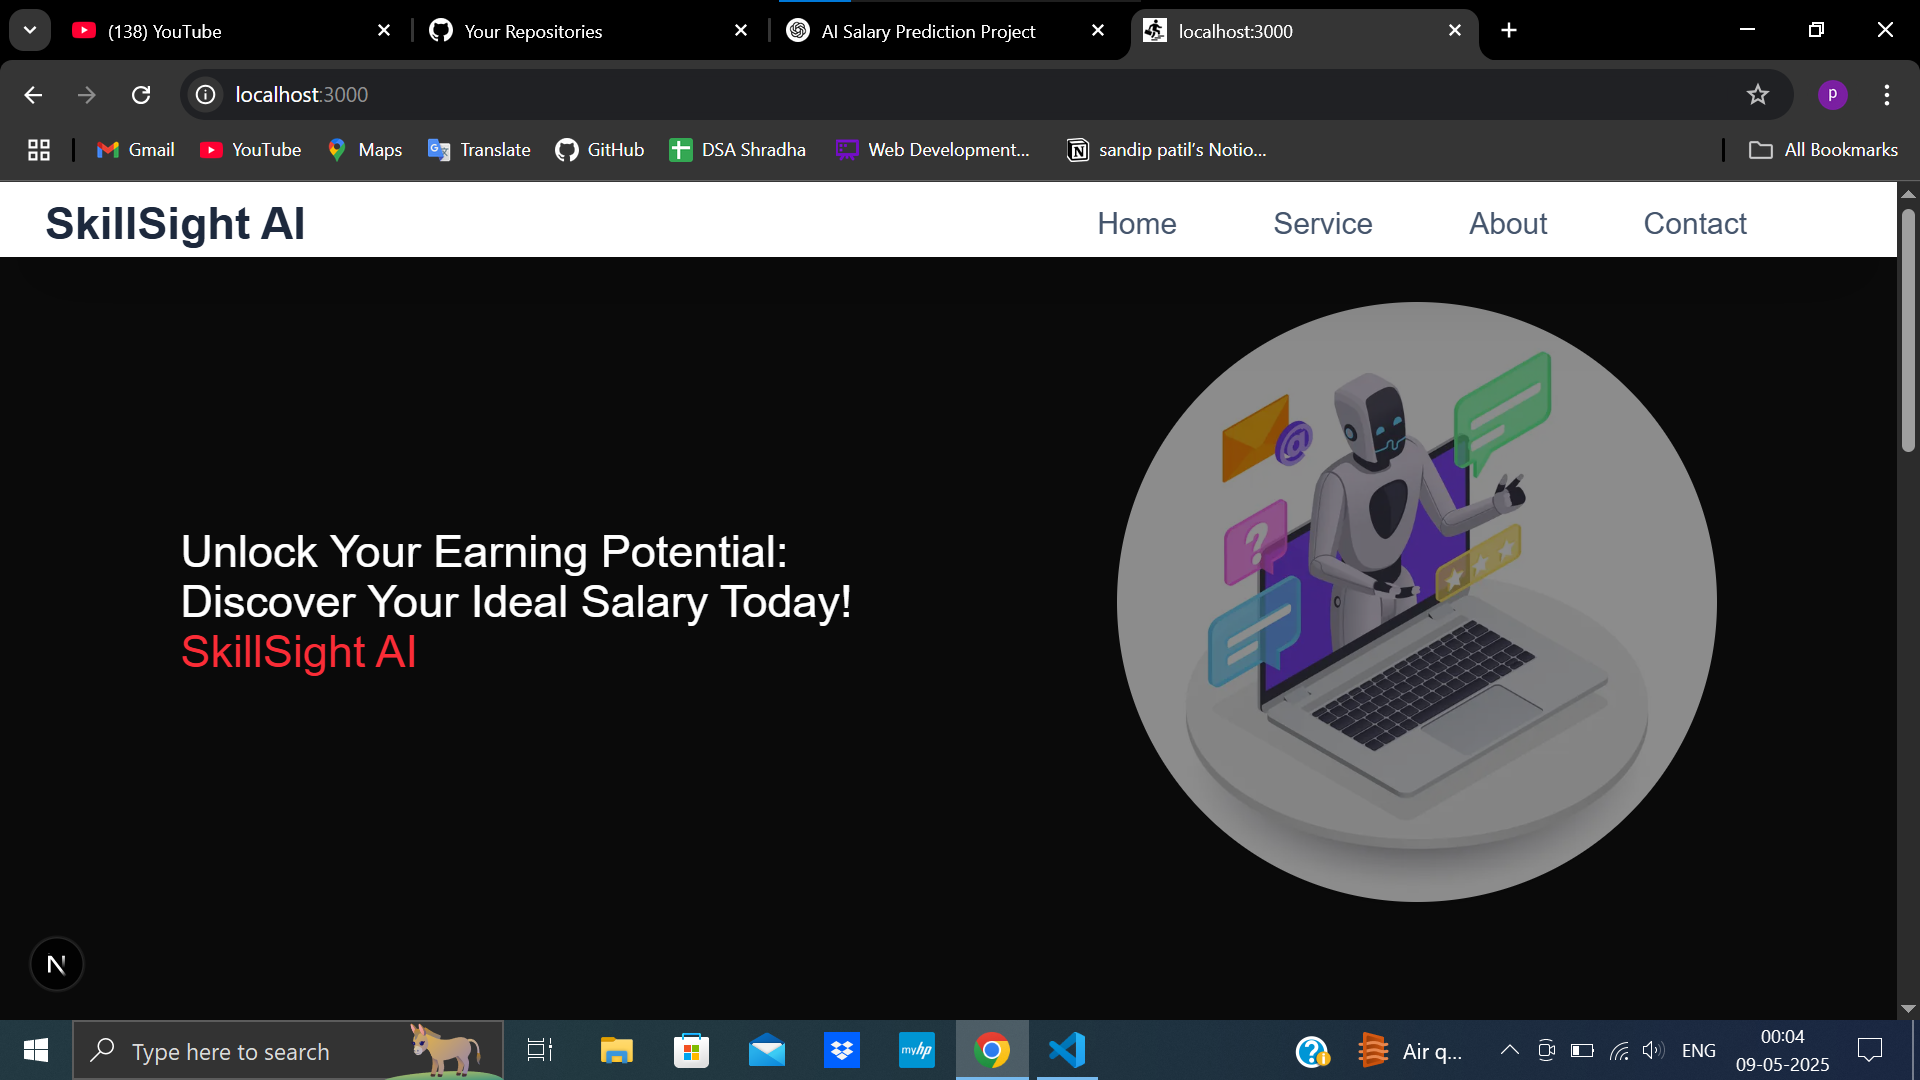 (138) YouTube
Your Repositories
AI Salary Prediction Project
localhost:3000
localhost:3000
p
Gmail
YouTube
Maps
Translate
GitHub
DSA Shradha
Web Development...
sandip patil's Notio...
All Bookmarks
SkillSight AI
Home
Service
About
Contact
Unlock Your Earning Potential:
Discover Your Ideal Salary Today!
SkillSight AI
@
?
N
Type here to search
myhp
Air q...
ENG
00:04
09-05-2025